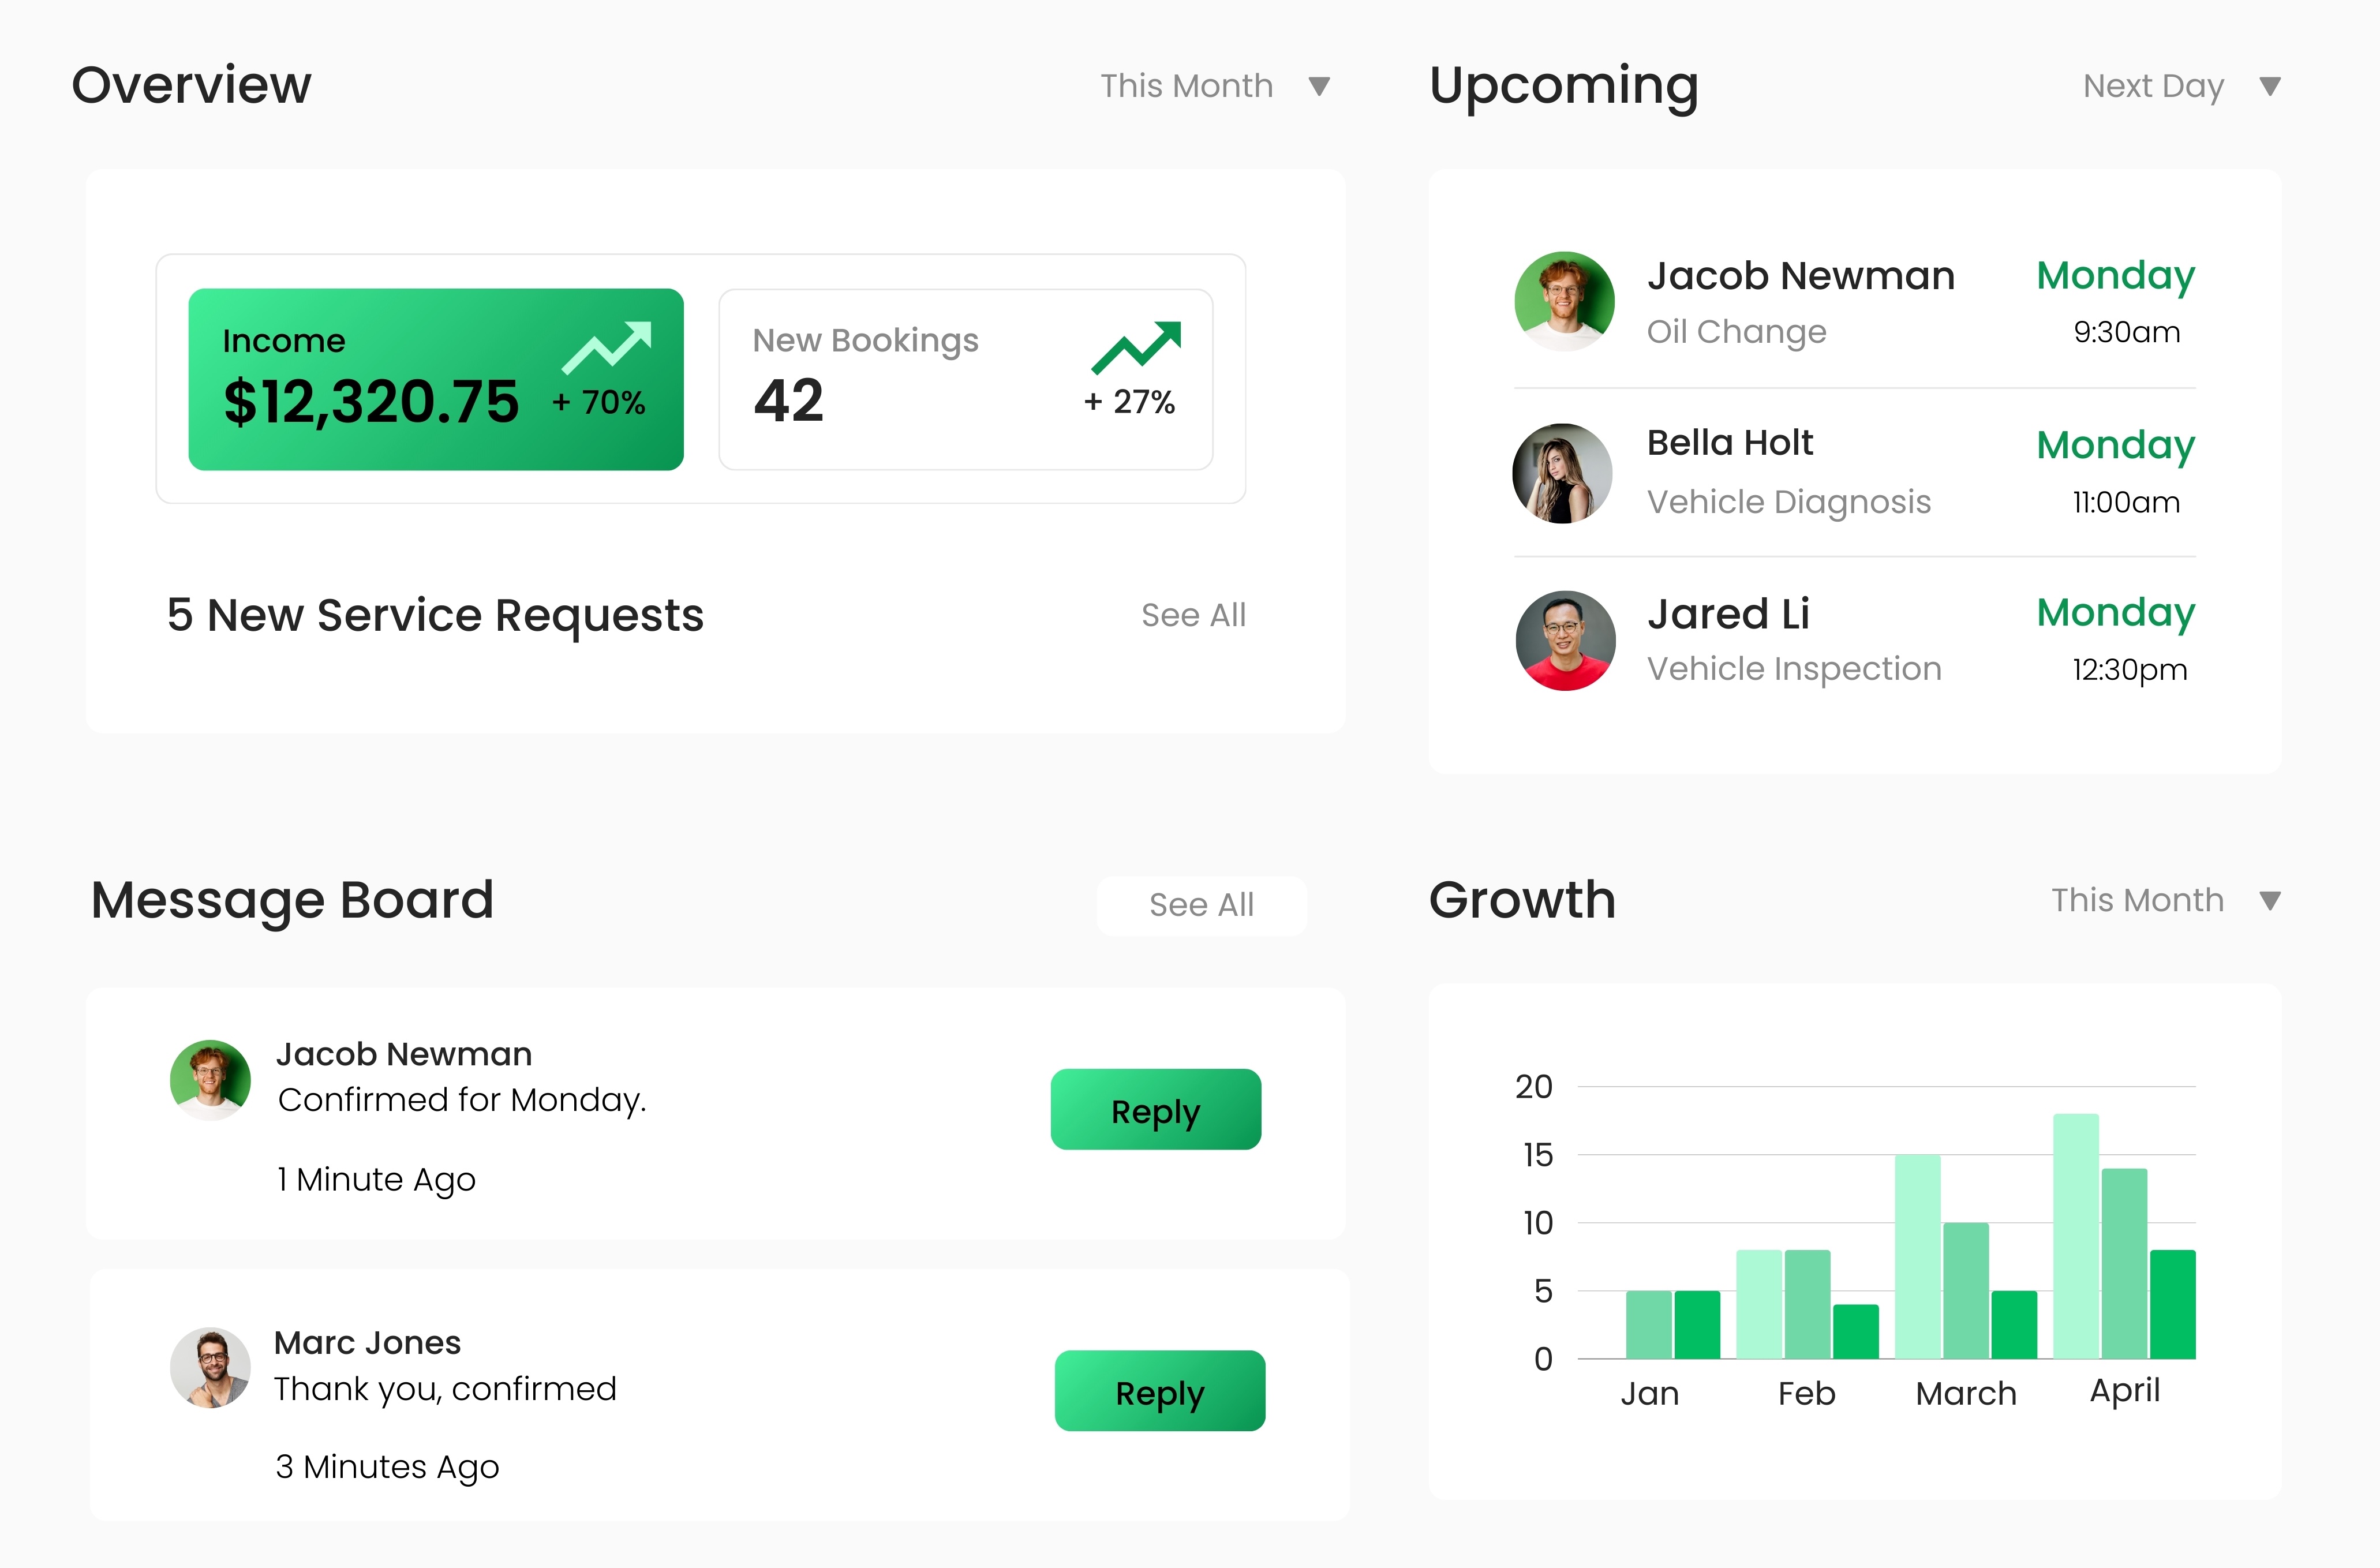 Overview
This Month
Income
$12,320.75
+ 70%
New Bookings
42
+ 27%
5 New Service Requests
See All
Upcoming
Next Day
Jacob Newman
Monday
Oil Change
9:30am
Bella Holt
Monday
Vehicle Diagnosis
11:00am
Jared Li
Monday
Vehicle Inspection
12:30pm
Message Board
See All
Jacob Newman
Confirmed for Monday.
Reply
1 Minute Ago
Marc Jones
Thank you, confirmed
Reply
3 Minutes Ago
Growth
This Month
20
15
10
5
0
Jan
Feb
March
April